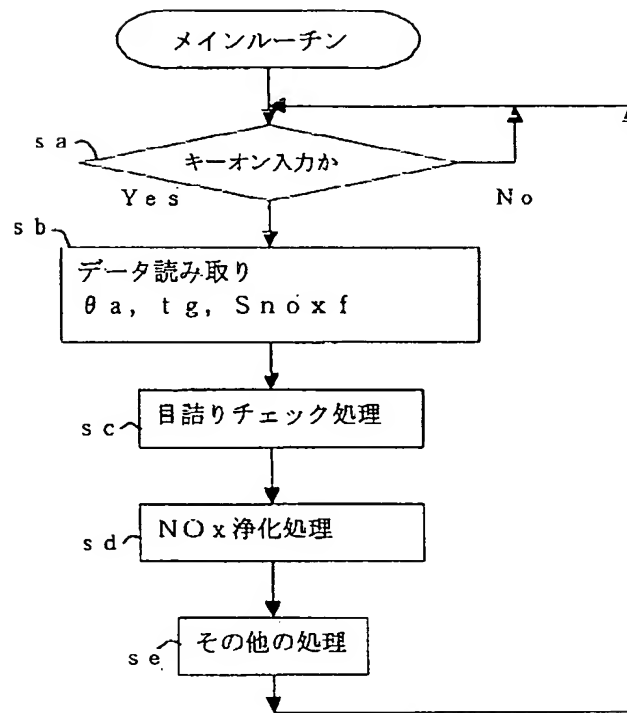 メインルーチン
sa
キーオン入力か
Yes
No
sb
データ読み取り
θa, tg, Snoxf
sc
目詰りチェック処理
sd
NOx浄化処理
se
その他の処理